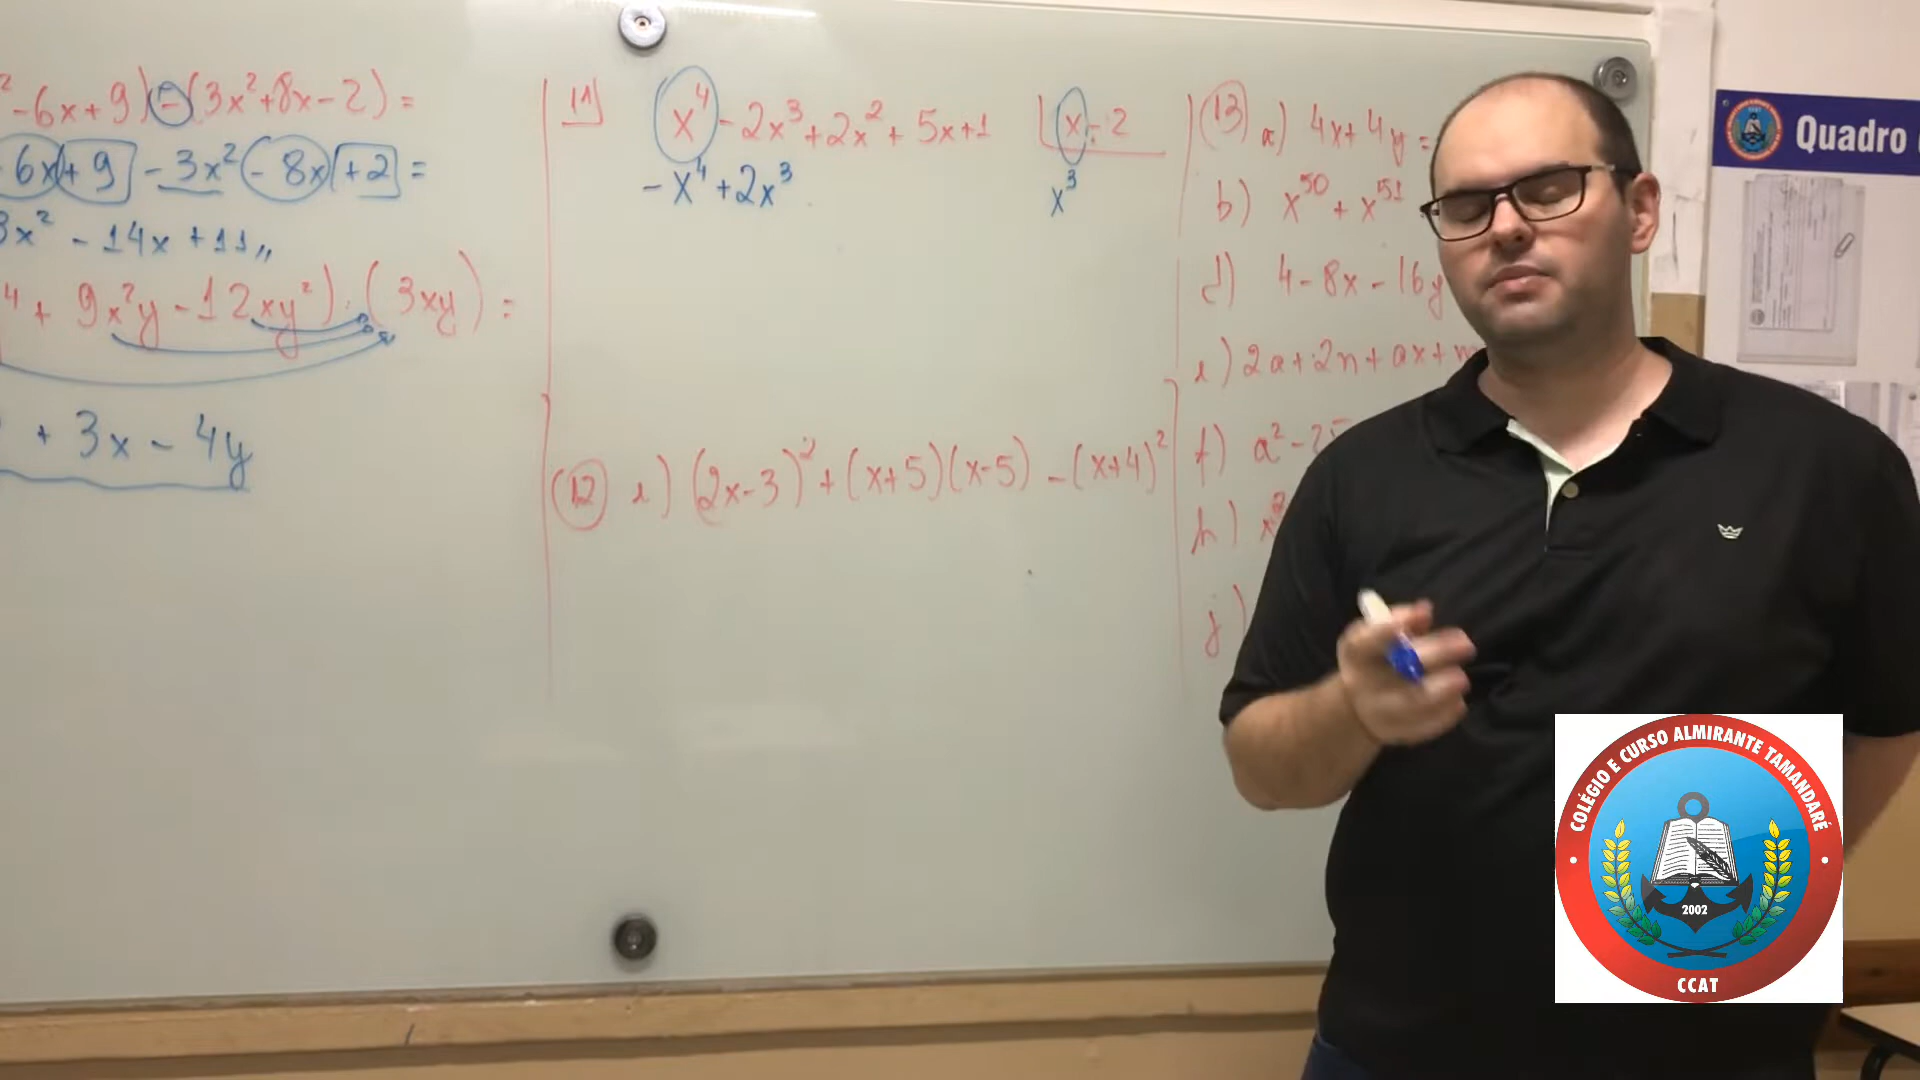 ² - 6x + 9) - (3x² + 8x - 2) =
6x + 9 - 3x² - 8x + 2 =
3x² - 14x + 11,,
4 + 9x²y - 12xy²) · (3xy) =
+ 3x - 4y
11 x⁴ - 2x³ + 2x² + 5x + 1 x - 2
- x⁴ + 2x³ x³
12 e) (2x - 3)² + (x + 5)(x - 5) - (x + 4)²
13 a) 4x + 4y =
b) x⁵⁰ + x⁵¹
d) 4 - 8x - 16y
e) 2a + 2n + ax +
f) a² - 25
h) x²
j)
Quadro
COLÉGIO E CURSO ALMIRANTE TAMANDARÉ
2002
CCAT